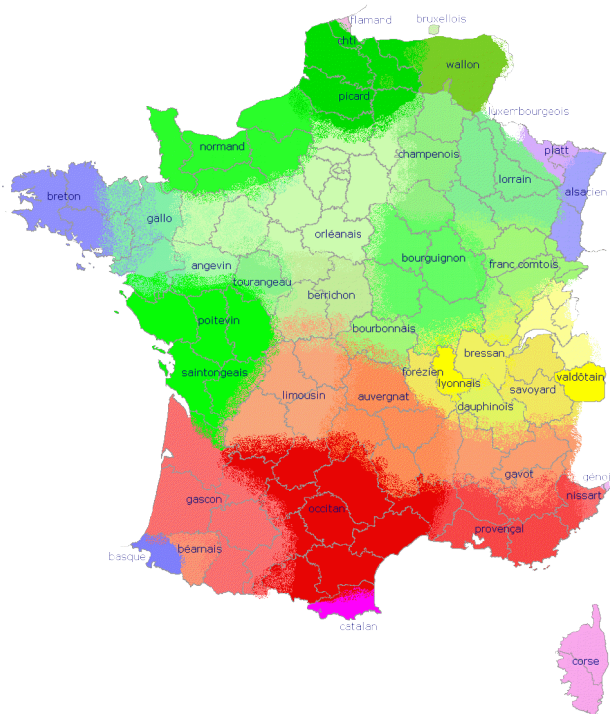 flamand
bruxellois
chti
wallon
picard
luxembourgeois
normand
champenois
platt
lorrain
alsacien
breton
gallo
orléanais
angevin
bourguignon
franc comtois
tourangeau
berrichon
poitevin
bourbonnais
bressan
saintongeais
forézien
valdôtain
lyonnais
savoyard
limousin
auvergnat
dauphinois
gavot
géno
nissart
gascon
occitan
provençal
béarnais
basque
catalan
corse